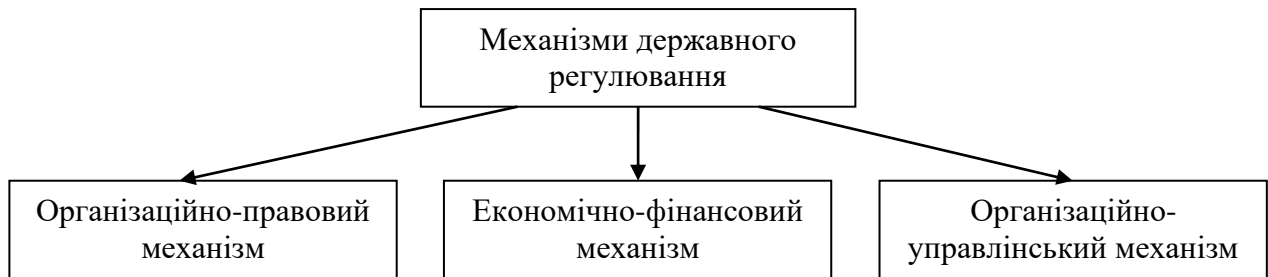 Механізми державного
регулювання
Організаційно-правовий
механізм
Економічно-фінансовий
механізм
Організаційно-
управлінський механізм